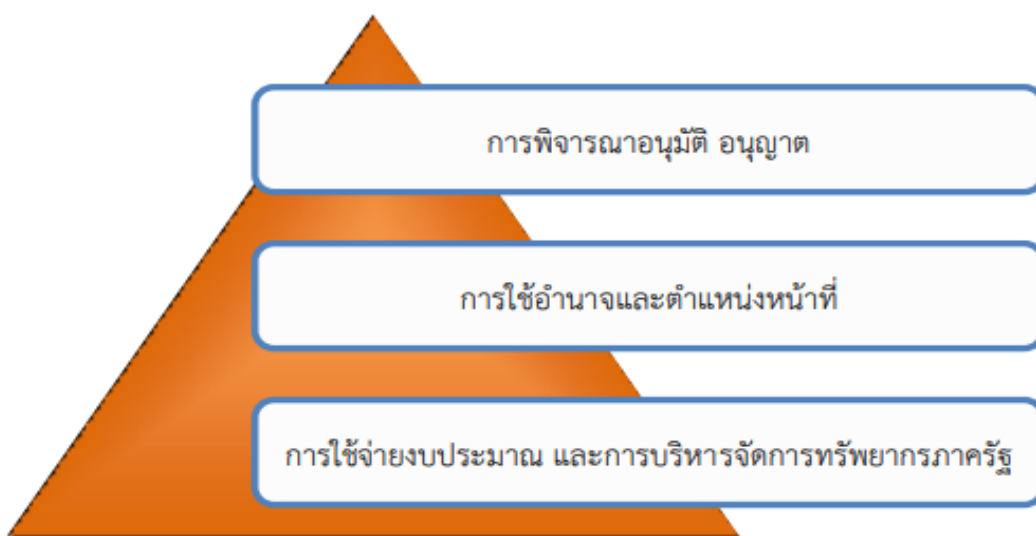 การพิจารณาอนุมัติ อนุญาต
การใช้อำนาจและตำแหน่งหน้าที่
การใช้จ่ายงบประมาณ และการบริหารจัดการทรัพยากรภาครัฐ